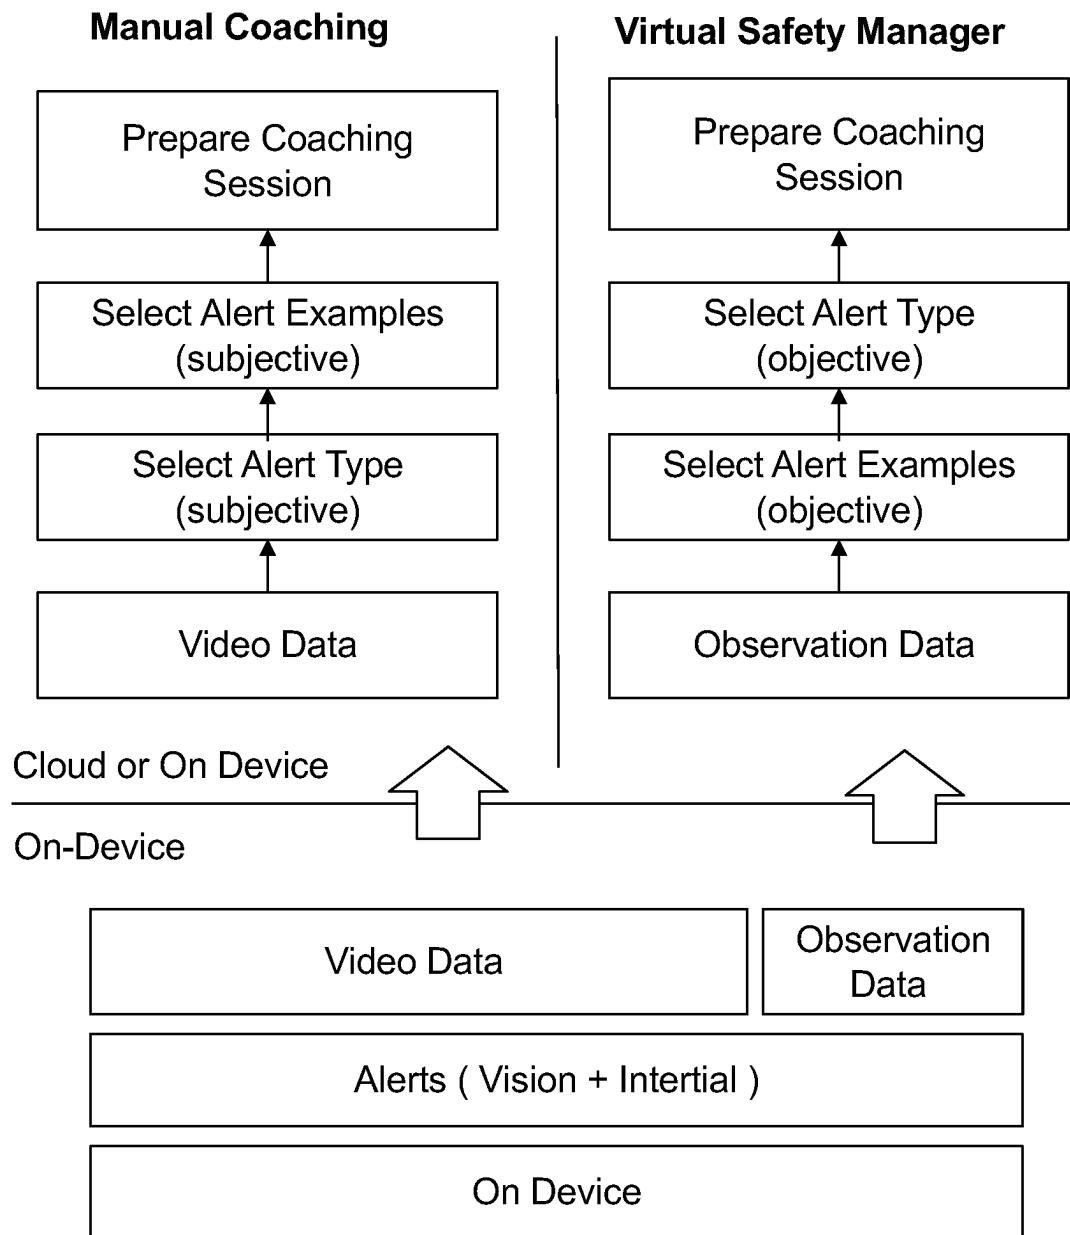 Manual Coaching
Prepare Coaching
Session
Select Alert Examples
(subjective)
Select Alert Type
(subjective)
Video Data
Virtual Safety Manager
Prepare Coaching
Session
Select Alert Type
(objective)
Select Alert Examples
(objective)
Observation Data
Cloud or On Device
On-Device
Video Data
Observation
Data
Alerts ( Vision + Intertial )
On Device